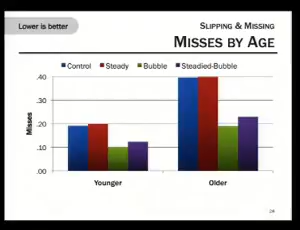 Lower is better
SLIPPING & MISSING
MISSES BY AGE
Control Steady Bubble Steadied-Bubble
.40
.30
.20
.10
.00
Misses
Younger Older